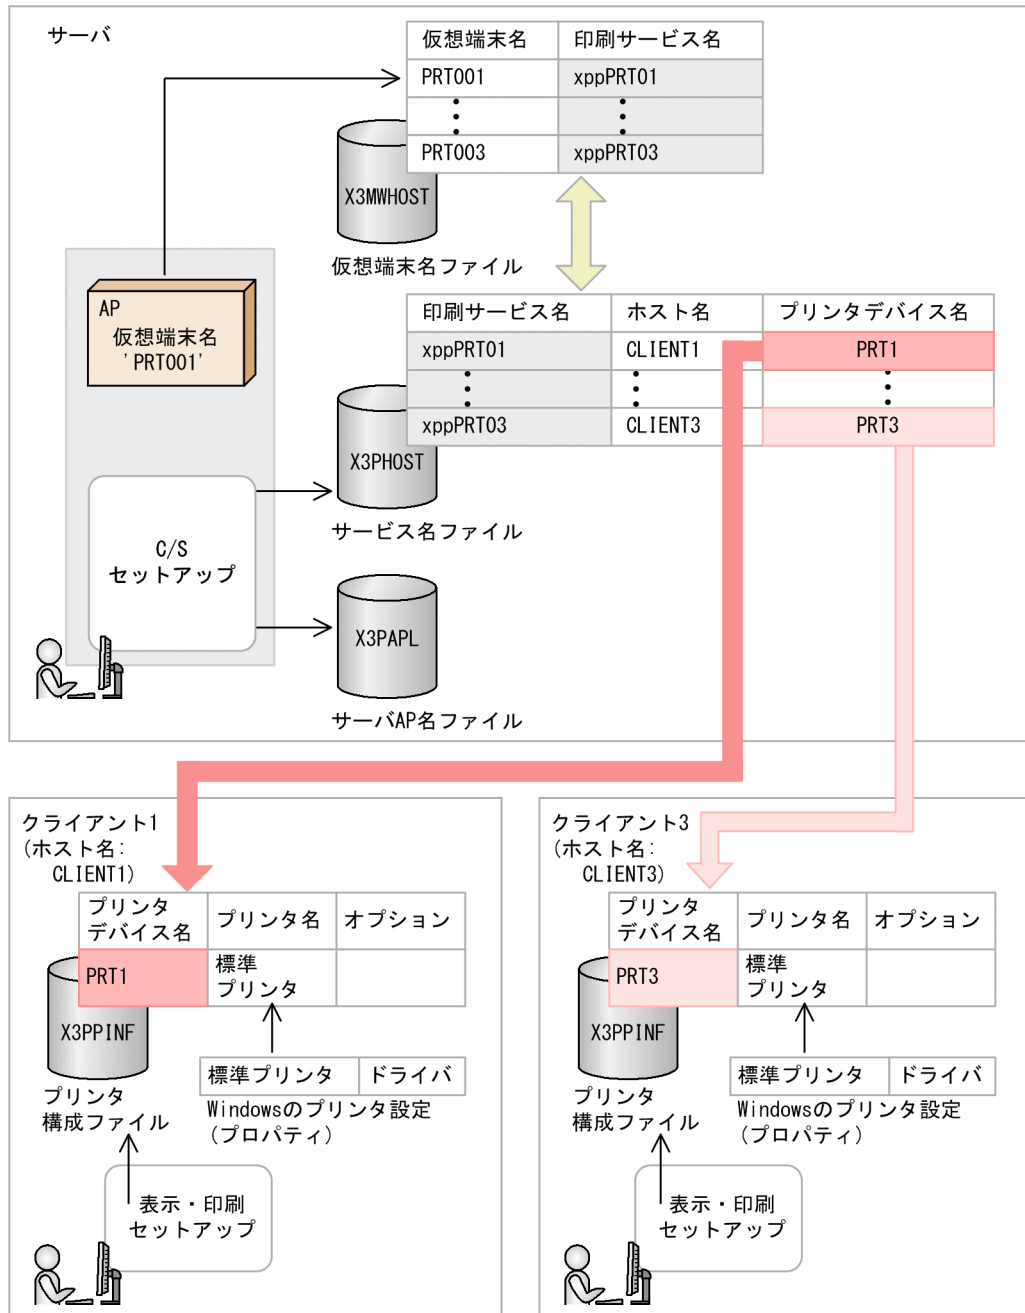 サーバ
仮想端末名 印刷サービス名
PRT001 xppPRT01
PRT003 xppPRT03
X3MWHOST
仮想端末名ファイル
AP
仮想端末名
'PRT001'
印刷サービス名 ホスト名 プリンタデバイス名
xppPRT01 CLIENT1 PRT1
xppPRT03 CLIENT3 PRT3
X3PHOST
サービス名ファイル
C/S
セットアップ
X3PAPL
サーバAP名ファイル
クライアント1
(ホスト名:
CLIENT1)
プリンタ
デバイス名
プリンタ名
オプション
PRT1
標準
プリンタ
X3PPINF
プリンタ
構成ファイル
標準プリンタ ドライバ
Windowsのプリンタ設定
(プロパティ)
表示・印刷
セットアップ
クライアント3
(ホスト名:
CLIENT3)
プリンタ
デバイス名
プリンタ名
オプション
PRT3
標準
プリンタ
X3PPINF
プリンタ
構成ファイル
標準プリンタ ドライバ
Windowsのプリンタ設定
(プロパティ)
表示・印刷
セットアップ